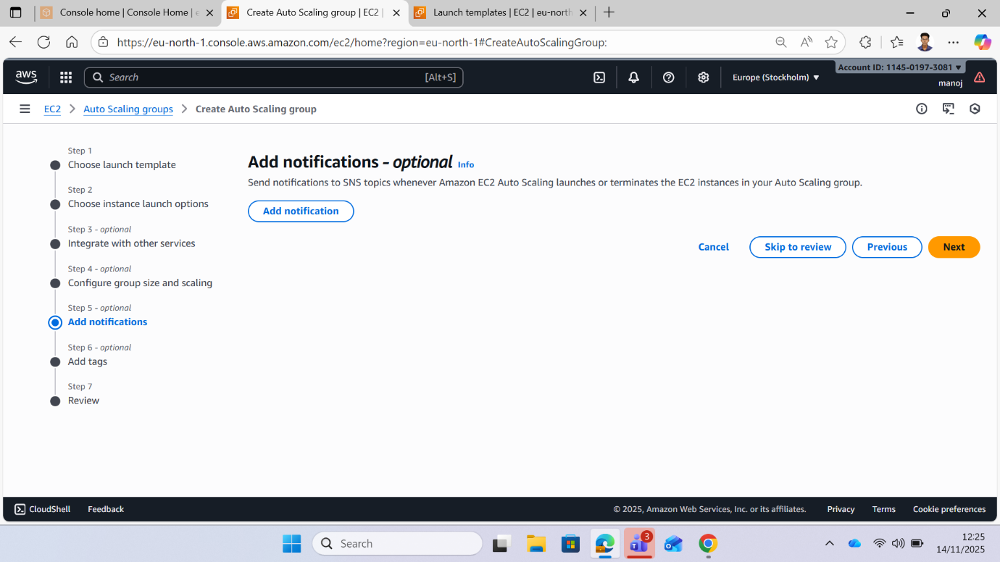 Console home | Console Home | e
Create Auto Scaling group | EC2 |
Launch templates | EC2 | eu-north
https://eu-north-1.console.aws.amazon.com/ec2/home?region=eu-north-1#CreateAutoScalingGroup:
aws
Search
[Alt+S]
Europe (Stockholm)
Account ID: 1145-0197-3081
manoj
EC2
Auto Scaling groups
Create Auto Scaling group
Step 1
Choose launch template
Step 2
Choose instance launch options
Step 3 - optional
Integrate with other services
Step 4 - optional
Configure group size and scaling
Step 5 - optional
Add notifications
Step 6 - optional
Add tags
Step 7
Review
Add notifications - optional Info
Send notifications to SNS topics whenever Amazon EC2 Auto Scaling launches or terminates the EC2 instances in your Auto Scaling group.
Add notification
Cancel
Skip to review
Previous
Next
CloudShell
Feedback
© 2025, Amazon Web Services, Inc. or its affiliates.
Privacy
Terms
Cookie preferences
Search
3
12:25
14/11/2025